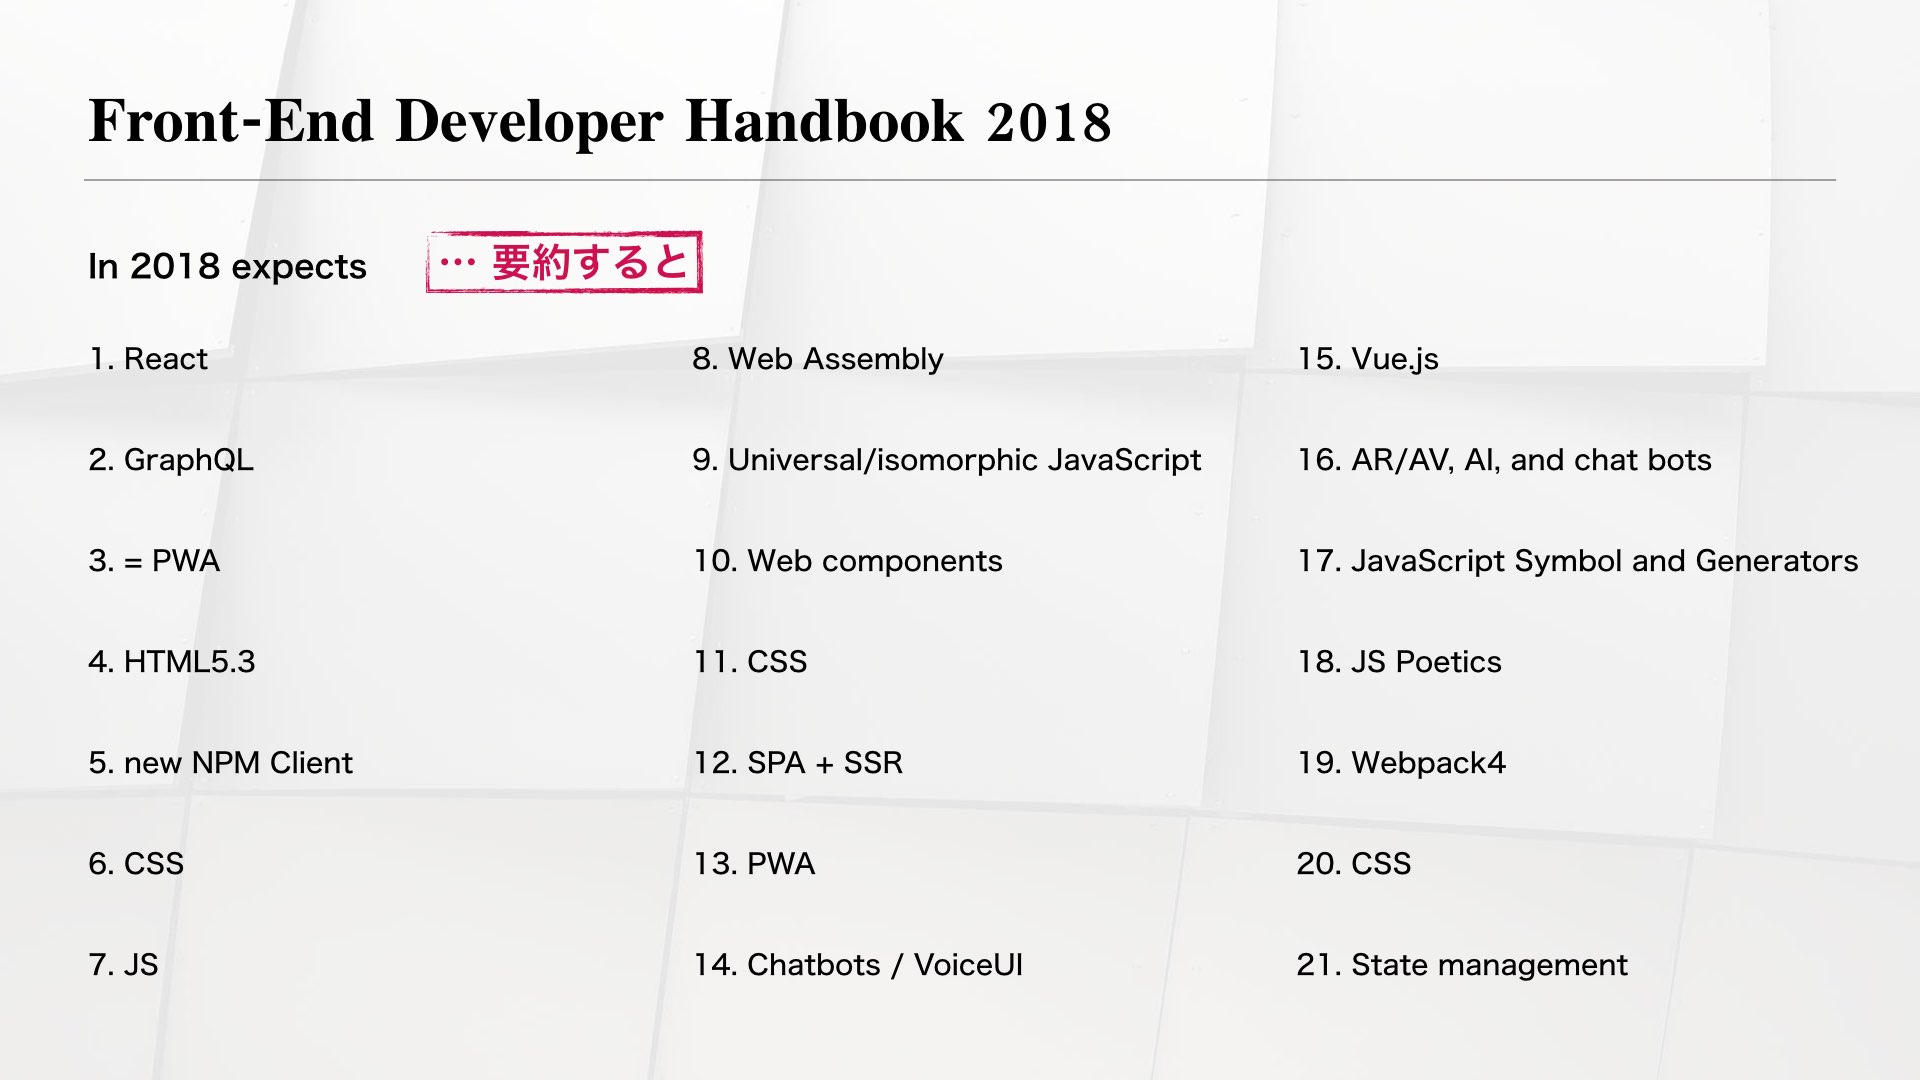 Front-End Developer Handbook 2018
In 2018 expects
… 要約すると
1. React
2. GraphQL
3. = PWA
4. HTML5.3
5. new NPM Client
6. CSS
7. JS
8. Web Assembly
9. Universal/isomorphic JavaScript
10. Web components
11. CSS
12. SPA + SSR
13. PWA
14. Chatbots / VoiceUI
15. Vue.js
16. AR/AV, AI, and chat bots
17. JavaScript Symbol and Generators
18. JS Poetics
19. Webpack4
20. CSS
21. State management